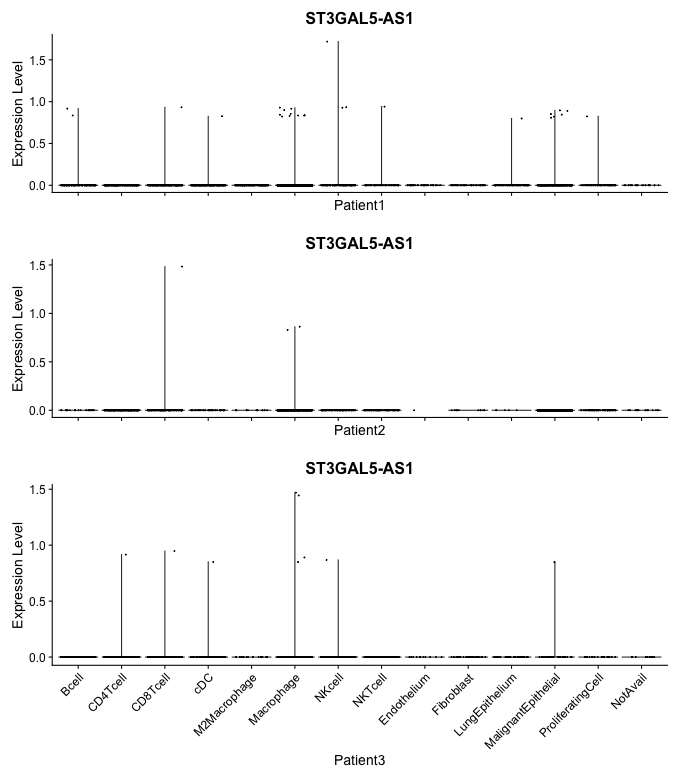 ST3GAL5-AS1
Expression Level
1.5
1.0
0.5
0.0
Patient1
ST3GAL5-AS1
Expression Level
1.5
1.0
0.5
0.0
Patient2
ST3GAL5-AS1
Expression Level
1.5
1.0
0.5
0.0
Bcell
CD4Tcell
CD8Tcell
cDC
M2Macrophage
Macrophage
NKcell
NKTcell
Endothelium
Fibroblast
LungEpithelium
MalignantEpithelial
ProliferatingCell
NotAvail
Patient3